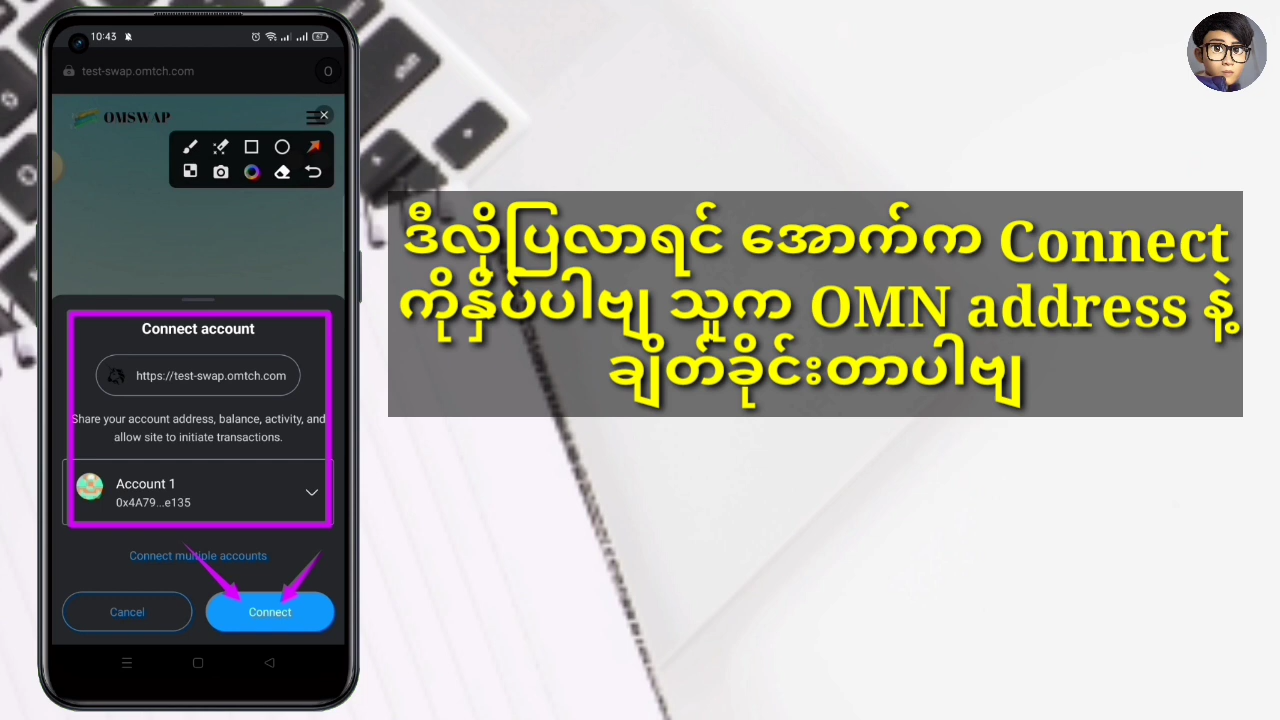 10:43
67
test-swap.omtch.com
OMSWAP
Connect account
https://test-swap.omtch.com
Share your account address, balance, activity, and
allow site to initiate transactions.
Account 1
0x4A79...e135
Connect multiple accounts
Cancel
Connect
ဒီလိုပြလာရင် အောက်က Connect
ကိုနှိပ်ပါဗျ သူက OMN address နဲ့
ချိတ်ခိုင်းတာပါဗျ
shift